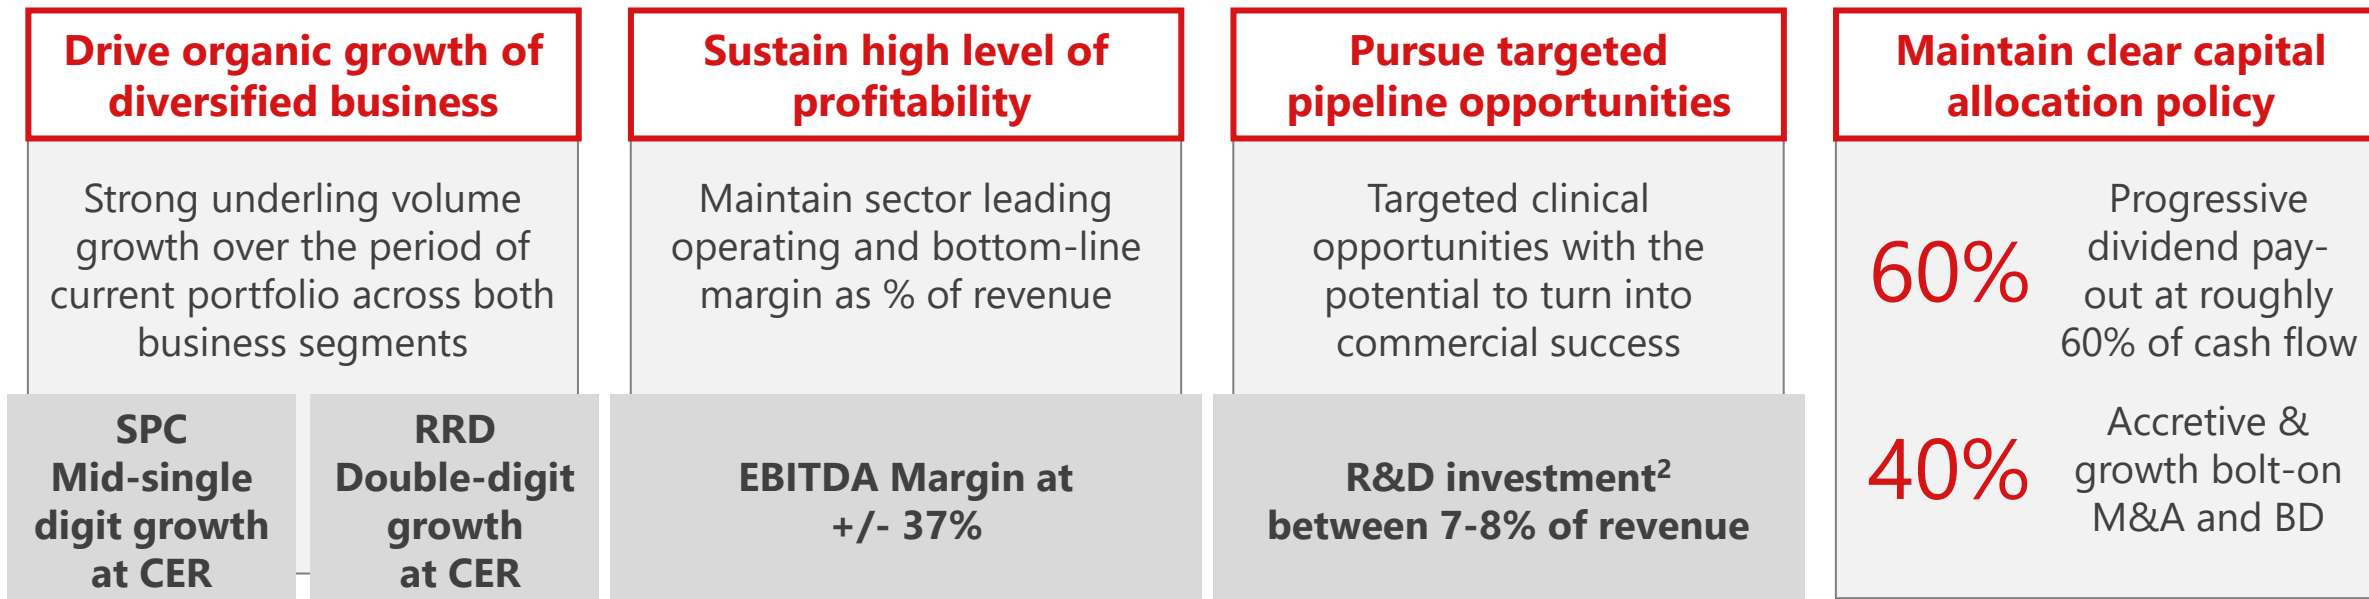 Drive organic growth of
diversified business
Strong underling volume
growth over the period of
current portfolio across both
business segments
SPC
Mid-single
digit growth
at CER
RRD
Double-digit
growth
at CER
Sustain high level of
profitability
Maintain sector leading
operating and bottom-line
margin as % of revenue
EBITDA Margin at
+/- 37%
Pursue targeted
pipeline opportunities
Targeted clinical
opportunities with the
potential to turn into
commercial success
R&D investment²
between 7-8% of revenue
Maintain clear capital
allocation policy
60%
Progressive
dividend pay-
out at roughly
60% of cash flow
40%
Accretive &
growth bolt-on
M&A and BD